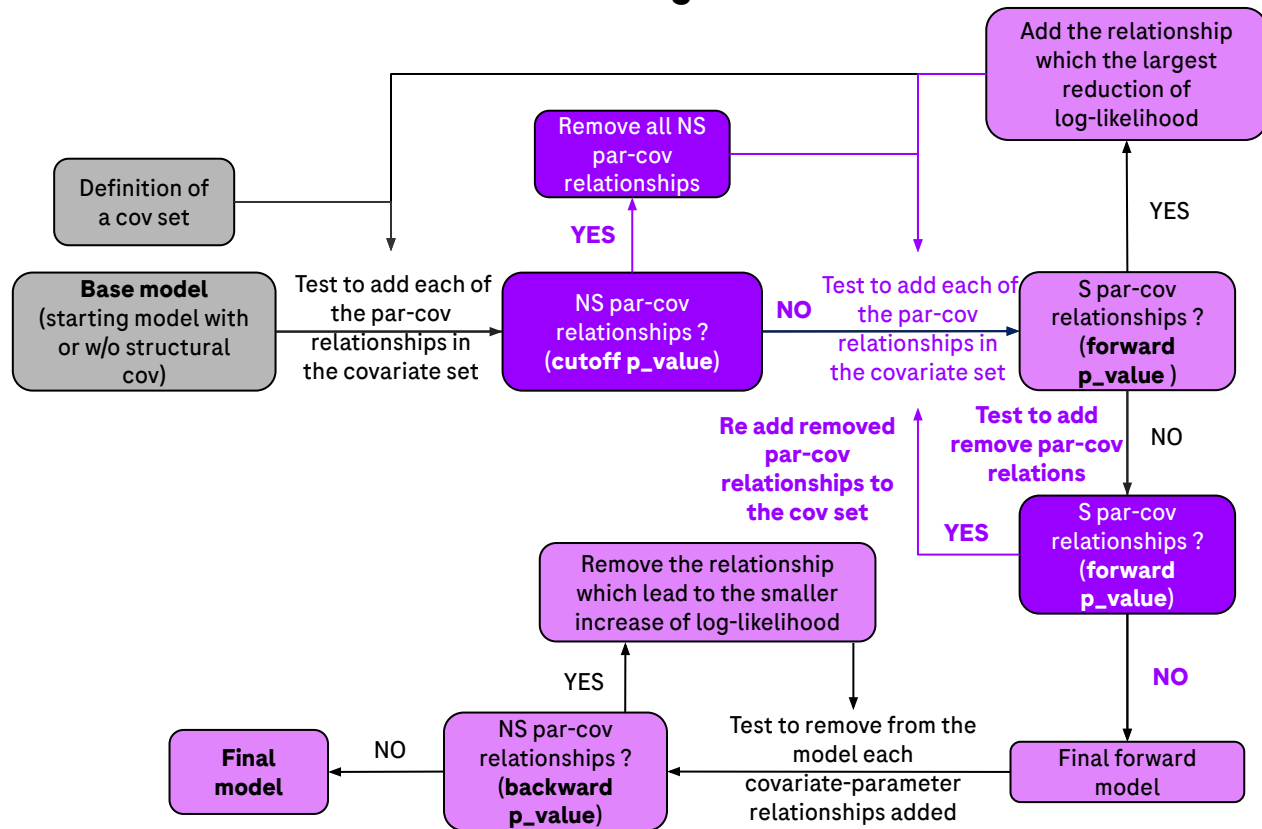 g
Add the relationship
which the largest
reduction of
log-likelihood
Remove all NS
par-cov
relationships
Definition of
a cov set
YES
YES
Base model
(starting model with
or w/o structural
cov)
Test to add each of
the par-cov
relationships in
the covariate set
NS par-cov
relationships ?
(cutoff p_value)
NO
Test to add each of
the par-cov
relationships in
the covariate set
S par-cov
relationships ?
(forward
p_value )
Re add removed
par-cov
relationships to
the cov set
Test to add
remove par-cov
relations
NO
YES
S par-cov
relationships ?
(forward
p_value)
Remove the relationship
which lead to the smaller
increase of log-likelihood
YES
NO
Final
model
NO
NS par-cov
relationships ?
(backward
p_value)
Test to remove from the
model each
covariate-parameter
relationships added
Final forward
model